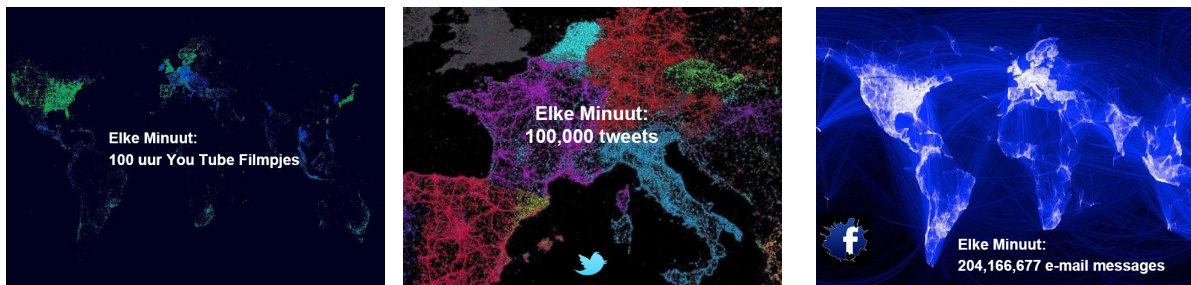 Elke Minuut:
100 uur You Tube Filmpjes
Elke Minuut:
100,000 tweets
f
Elke Minuut:
204,166,677 e-mail messages